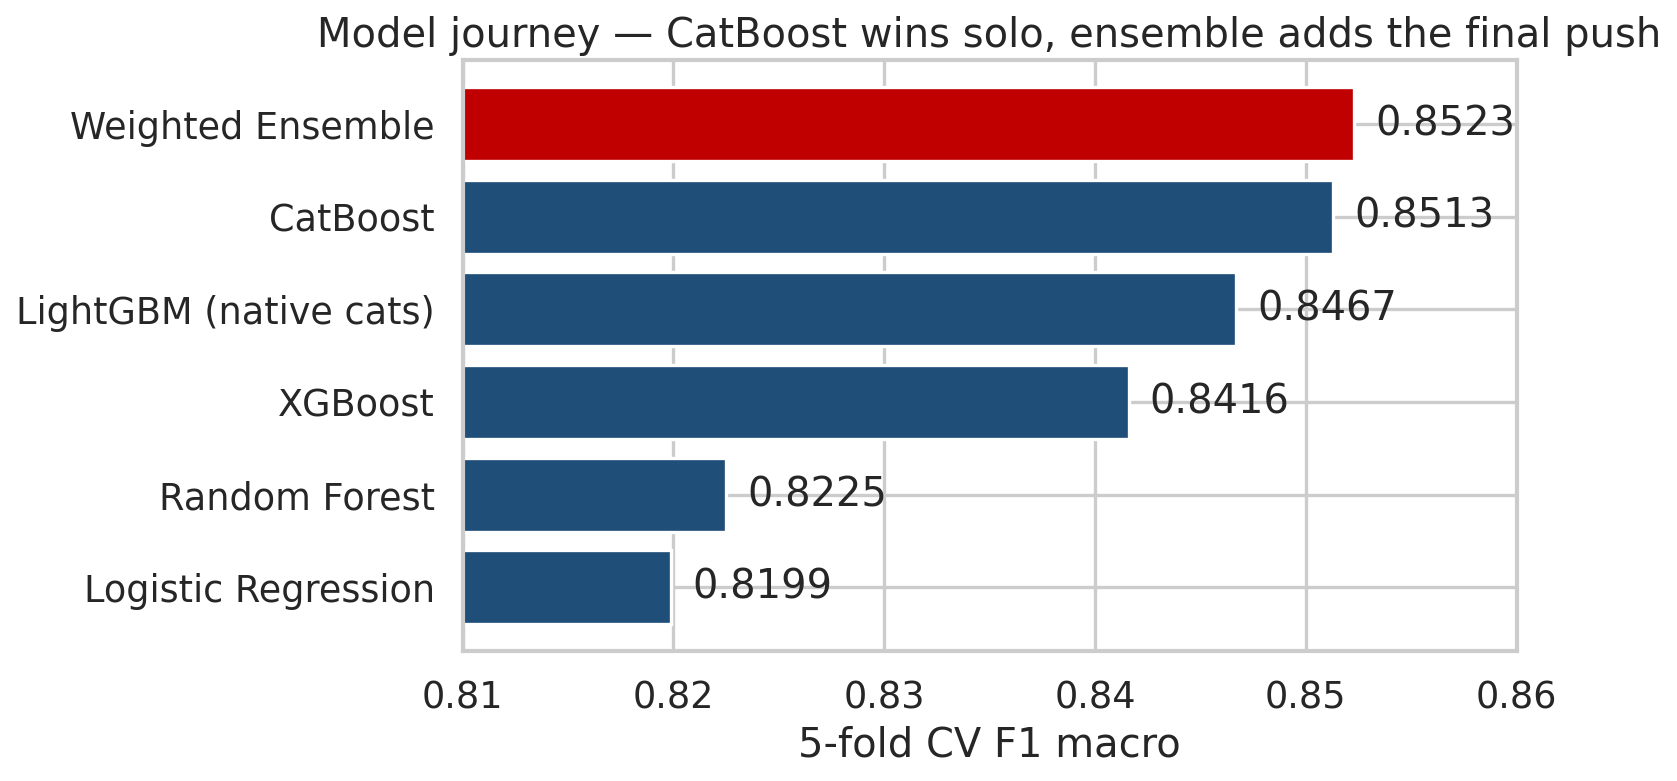 Model journey — CatBoost wins solo, ensemble adds the final push
Weighted Ensemble 0.8523
CatBoost 0.8513
LightGBM (native cats) 0.8467
XGBoost 0.8416
Random Forest 0.8225
Logistic Regression 0.8199
0.81 0.82 0.83 0.84 0.85 0.86
5-fold CV F1 macro